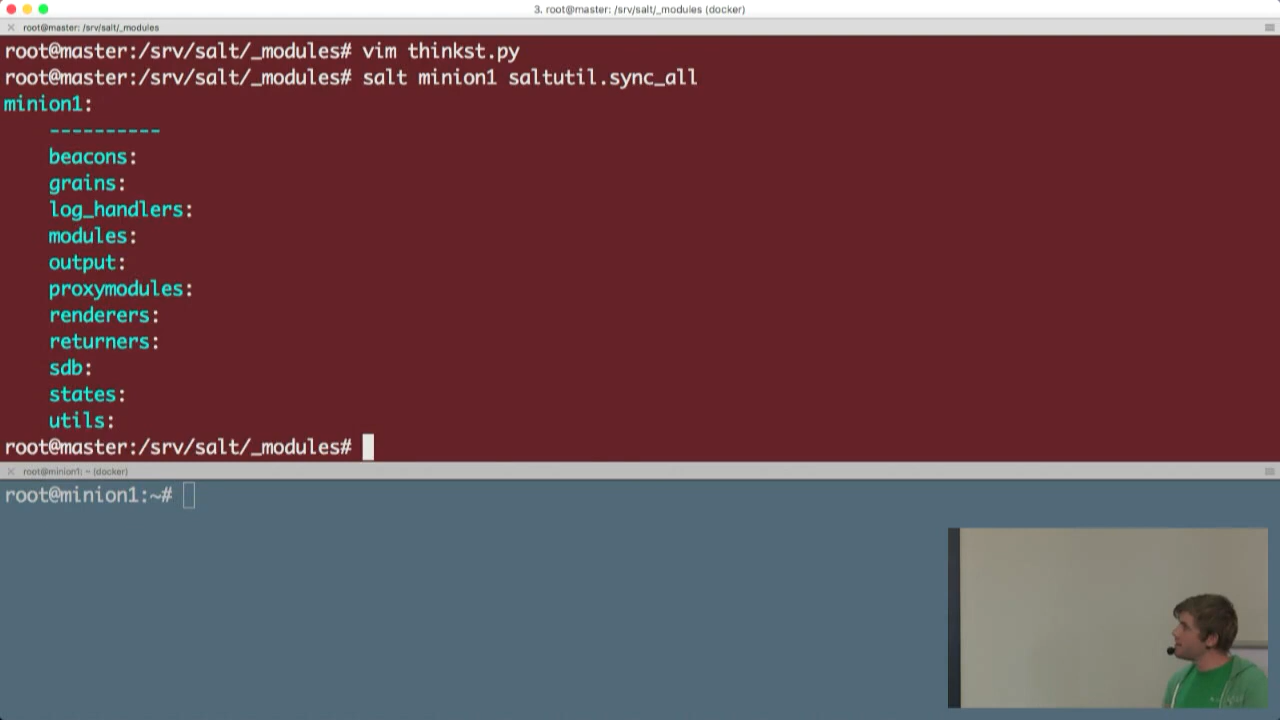 3. root@master: /srv/salt/_modules (docker)
root@master: /srv/salt/_modules
root@master:/srv/salt/_modules# vim thinkst.py
root@master:/srv/salt/_modules# salt minion1 saltutil.sync_all
minion1:
----------
beacons:
grains:
log_handlers:
modules:
output:
proxymodules:
renderers:
returners:
sdb:
states:
utils:
root@master:/srv/salt/_modules#
root@minion1: ~ (docker)
root@minion1:~#